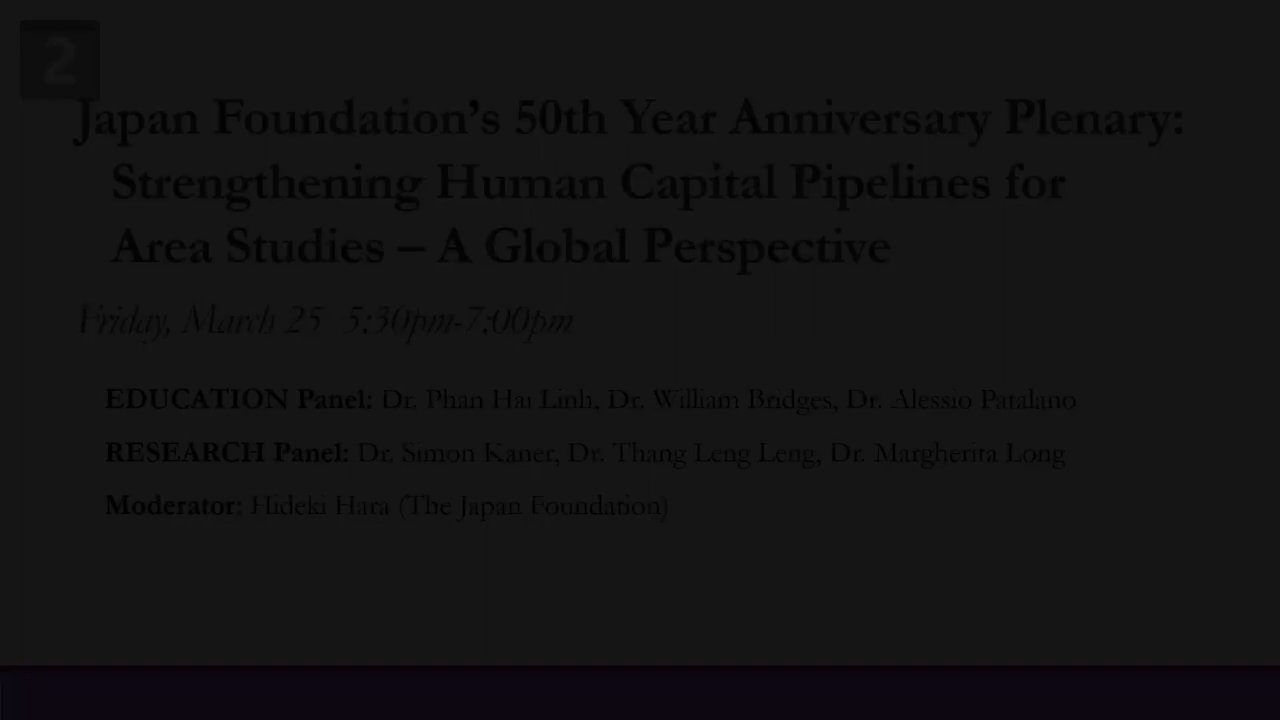 2
Japan Foundation's 50th Year Anniversary Plenary:
Strengthening Human Capital Pipelines for
Area Studies – A Global Perspective
Friday, March 25 5:30pm-7:00pm
EDUCATION Panel: Dr. Phan Hai Linh, Dr. William Bridges, Dr. Alessio Patalano
RESEARCH Panel: Dr. Simon Kaner, Dr. Thang Leng Leng, Dr. Margherita Long
Moderator: Hideki Hara (The Japan Foundation)